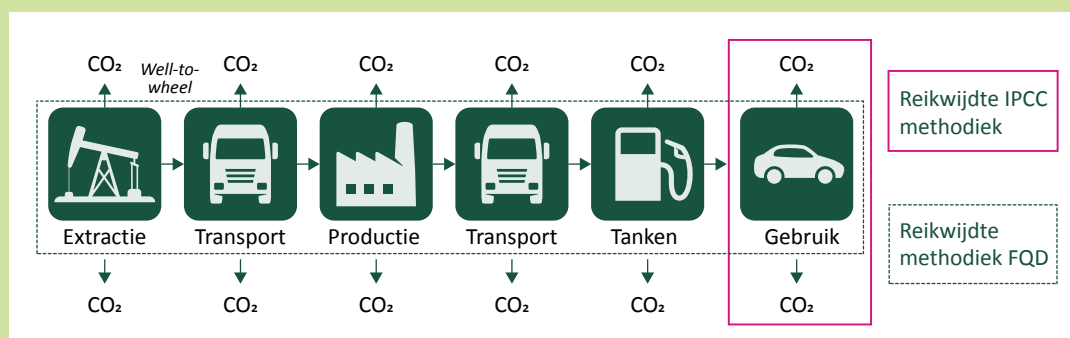 CO₂ CO₂ CO₂ CO₂ CO₂ CO₂
Well-to-
wheel
Extractie Transport Productie Transport Tanken Gebruik
CO₂ CO₂ CO₂ CO₂ CO₂ CO₂
Reikwijdte IPCC
methodiek
Reikwijdte
methodiek FQD